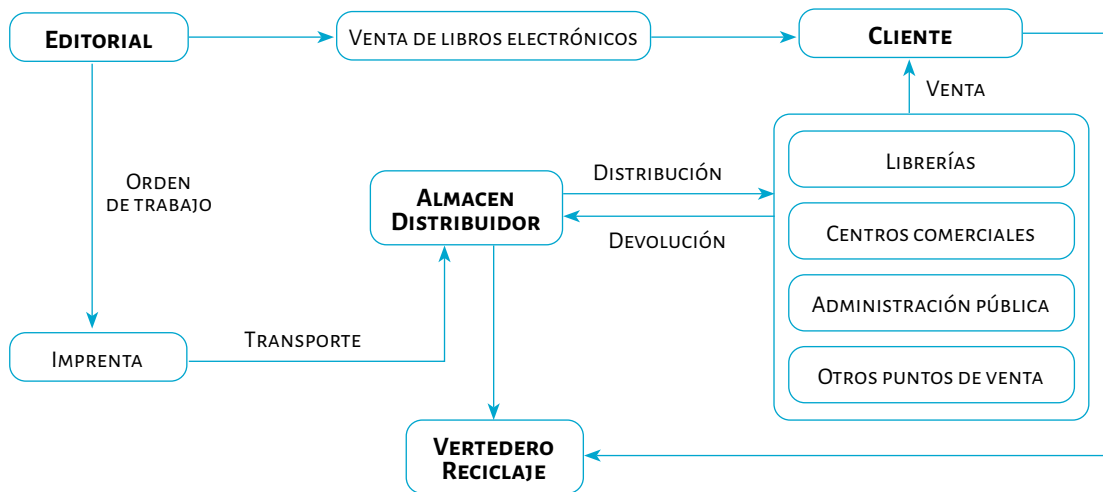 EDITORIAL
VENTA DE LIBROS ELECTRÓNICOS
CLIENTE
VENTA
LIBRERÍAS
ORDEN
DE TRABAJO
ALMACEN
DISTRIBUIDOR
DISTRIBUCIÓN
DEVOLUCIÓN
CENTROS COMERCIALES
ADMINISTRACIÓN PÚBLICA
IMPRENTA
TRANSPORTE
OTROS PUNTOS DE VENTA
VERTEDERO
RECICLAJE